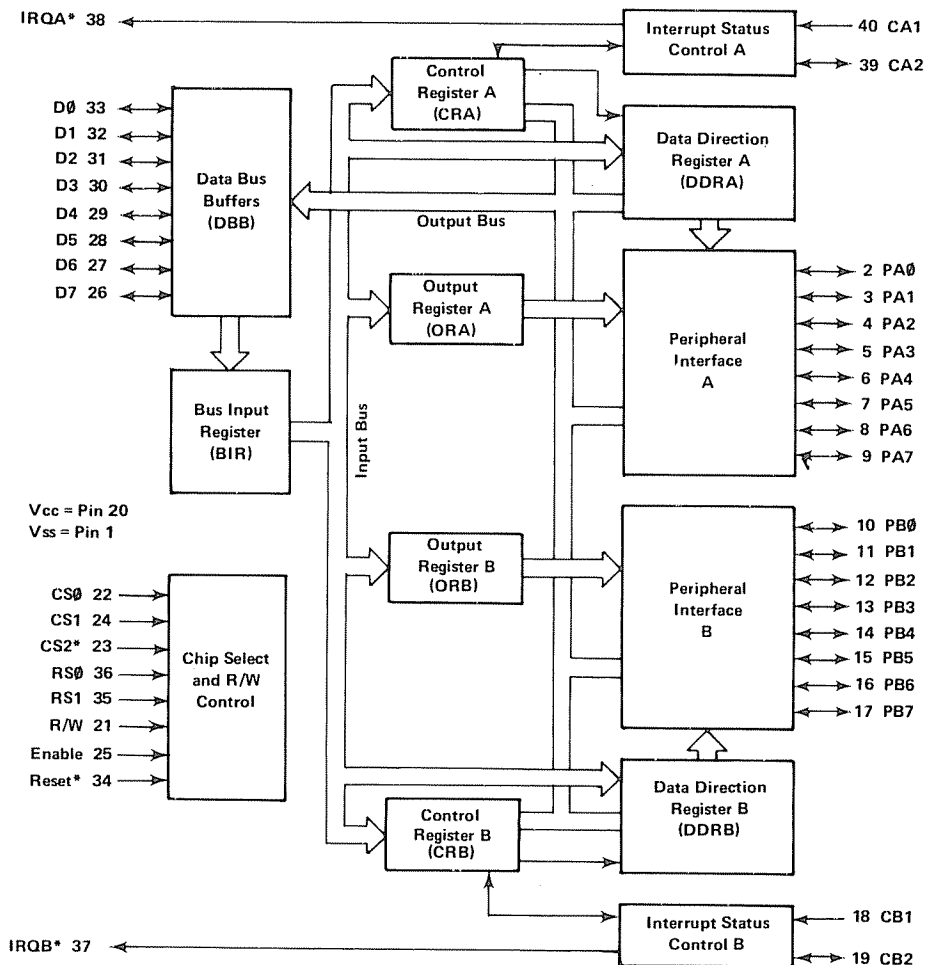 IRQA* 38
Interrupt Status
Control A
40 CA1
39 CA2
Control
Register A
(CRA)
D0 33
D1 32
D2 31
D3 30
D4 29
D5 28
D6 27
D7 26
Data Bus
Buffers
(DBB)
Data Direction
Register A
(DDRA)
Output Bus
Output
Register A
(ORA)
Peripheral
Interface
A
2 PA0
3 PA1
4 PA2
5 PA3
6 PA4
7 PA5
8 PA6
9 PA7
Bus Input
Register
(BIR)
Input Bus
Vcc = Pin 20
Vss = Pin 1
Output
Register B
(ORB)
Peripheral
Interface
B
10 PB0
11 PB1
12 PB2
13 PB3
14 PB4
15 PB5
16 PB6
17 PB7
CS0 22
CS1 24
CS2* 23
RS0 36
RS1 35
R/W 21
Enable 25
Reset* 34
Chip Select
and R/W
Control
Control
Register B
(CRB)
Data Direction
Register B
(DDRB)
IRQB* 37
Interrupt Status
Control B
18 CB1
19 CB2